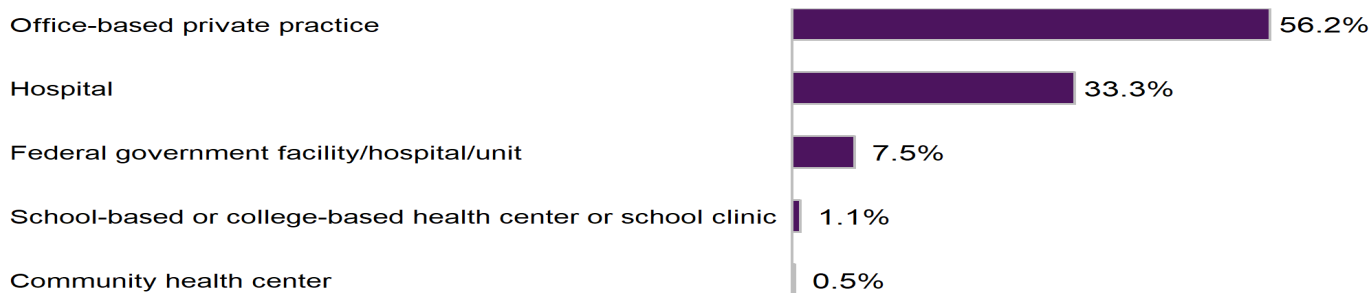 Office-based private practice 56.2%
Hospital 33.3%
Federal government facility/hospital/unit 7.5%
School-based or college-based health center or school clinic 1.1%
Community health center 0.5%